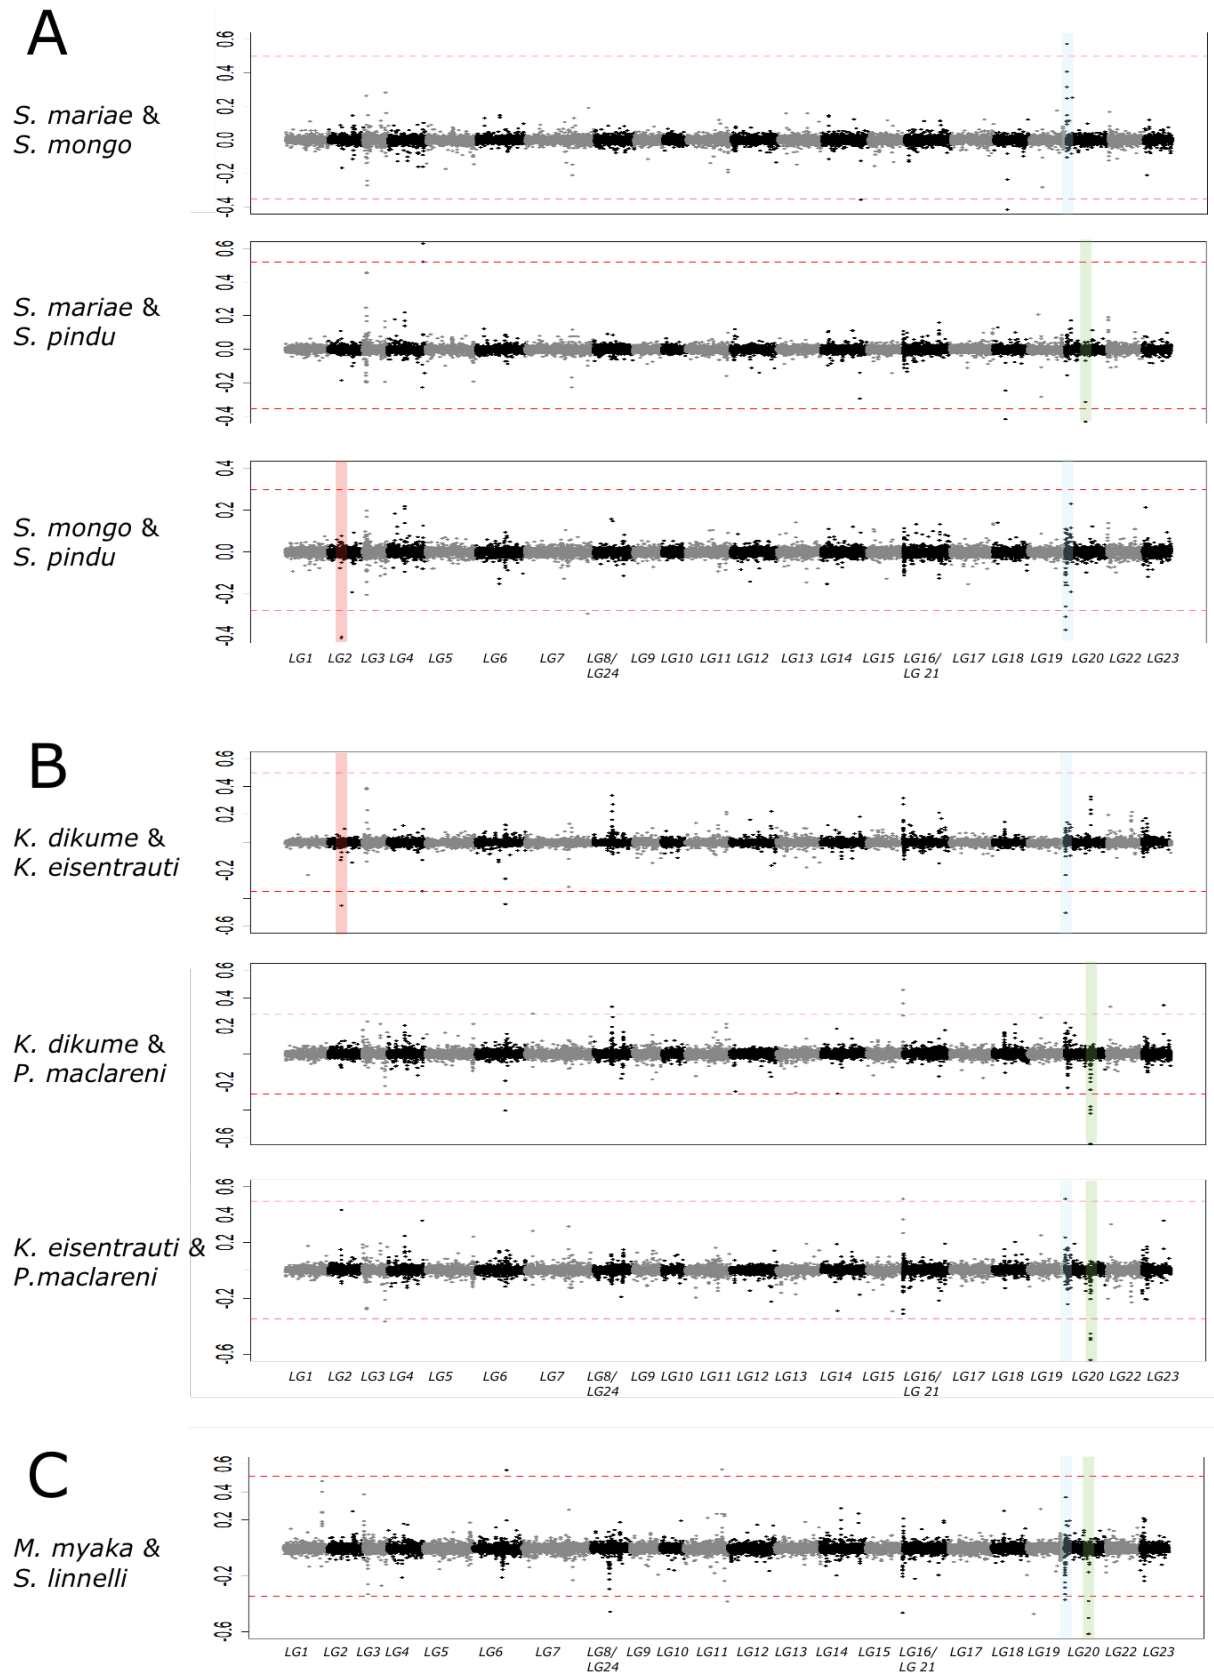 A
S. mariae &
S. mongo
0.6
0.4
0.2
0.0
-0.2
-0.4
S. mariae &
S. pindu
0.6
0.4
0.2
0.0
-0.2
-0.4
S. mongo &
S. pindu
0.4
0.2
0.0
-0.2
-0.4
LG1 LG2 LG3 LG4 LG5 LG6 LG7 LG8/ LG9 LG10 LG11 LG12 LG13 LG14 LG15 LG16/ LG17 LG18 LG19 LG20 LG22 LG23
LG24 LG 21
B
K. dikume &
K. eisentrauti
0.6
0.4
0.2
-0.2
-0.6
K. dikume &
P. maclareni
0.6
0.4
0.2
-0.2
-0.6
K. eisentrauti &
P.maclareni
0.6
0.4
0.2
-0.2
-0.6
LG1 LG2 LG3 LG4 LG5 LG6 LG7 LG8/ LG9 LG10 LG11 LG12 LG13 LG14 LG15 LG16/ LG17 LG18 LG19 LG20 LG22 LG23
LG24 LG 21
C
M. myaka &
S. linnelli
0.6
0.4
0.2
-0.2
-0.6
LG1 LG2 LG3 LG4 LG5 LG6 LG7 LG8/ LG9 LG10 LG11 LG12 LG13 LG14 LG15 LG16/ LG17 LG18 LG19 LG20 LG22 LG23
LG24 LG 21